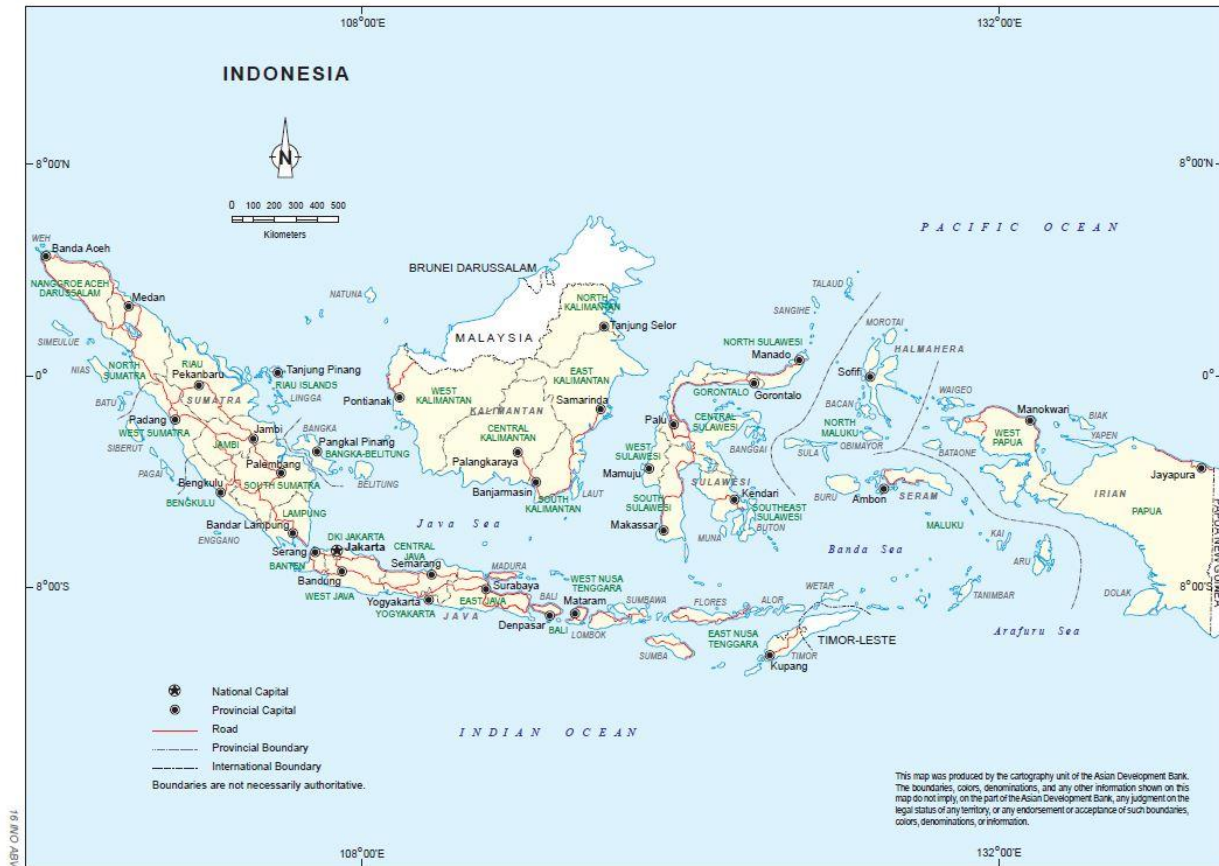 108°00'E
132°00'E
INDONESIA
N
8°00'N
8°00'N
0 100 200 300 400 500
Kilometers
PACIFIC OCEAN
WEH
Banda Aceh
BRUNEI DARUSSALAM
NANGGROE ACEH
DARUSSALAM
Medan
NATUNA
NORTH
KALIMANTAN
TALAUD
SANGIHE
MOROTAI
SIMEULUE
MALAYSIA
Tanjung Selor
NORTH SULAWESI
Manado
HALMAHERA
NIAS
NORTH
SUMATRA
RIAU
Pekanbaru
Tanjung Pinang
RIAU ISLANDS
LINGGA
0°
0°
EAST
KALIMANTAN
GORONTALO
Gorontalo
Sofifi
WAIGEO
SUMATRA
BATU
Pontianak
WEST
KALIMANTAN
KALIMANTAN
Samarinda
BACAN
Manokwari
BIAK
YAPEN
Padang
WEST SUMATRA
Jambi
JAMBI
BANGKA
Pangkal Pinang
BANGKA-BELITUNG
CENTRAL
KALIMANTAN
Palu
CENTRAL
SULAWESI
NORTH
MALUKU
OBIMAYOR
WEST
PAPUA
SIBERUT
BANGGAI
SULA
BATAONE
PAGAI
Palembang
SOUTH SUMATRA
BELITUNG
Palangkaraya
WEST
SULAWESI
Mamuju
SULAWESI
Jayapura
Bengkulu
BENGKULU
Banjarmasin
SOUTH
KALIMANTAN
LAUT
SOUTH
SULAWESI
Kendari
SOUTHEAST
SULAWESI
BURU
Ambon
SERAM
IRIAN
PAPUA
LAMPUNG
Bandar Lampung
ENGGANO
Java Sea
Makassar
MUNA
BUTON
MALUKU
KAI
ARU
PAPUA NEW GUINEA
DKI JAKARTA
Jakarta
Serang
BANTEN
CENTRAL
JAVA
Semarang
MADURA
Banda Sea
8°00'S
8°00'S
Bandung
WEST JAVA
Surabaya
WEST NUSA
TENGGARA
WETAR
TANIMBAR
DOLAK
Yogyakarta
YOGYAKARTA
JAVA
EAST JAVA
BALI
Mataram
SUMBAWA
FLORES
ALOR
Denpasar
BALI
LOMBOK
EAST NUSA
TENGGARA
TIMOR-LESTE
Arafuru Sea
SUMBA
TIMOR
Kupang
National Capital
Provincial Capital
Road
Provincial Boundary
International Boundary
Boundaries are not necessarily authoritative.
INDIAN OCEAN
This map was produced by the cartography unit of the Asian Development Bank.
The boundaries, colors, denominations, and any other information shown on this
map do not imply, on the part of the Asian Development Bank, any judgment on the
legal status of any territory, or any endorsement or acceptance of such boundaries,
colors, denominations, or information.
108°00'E
132°00'E